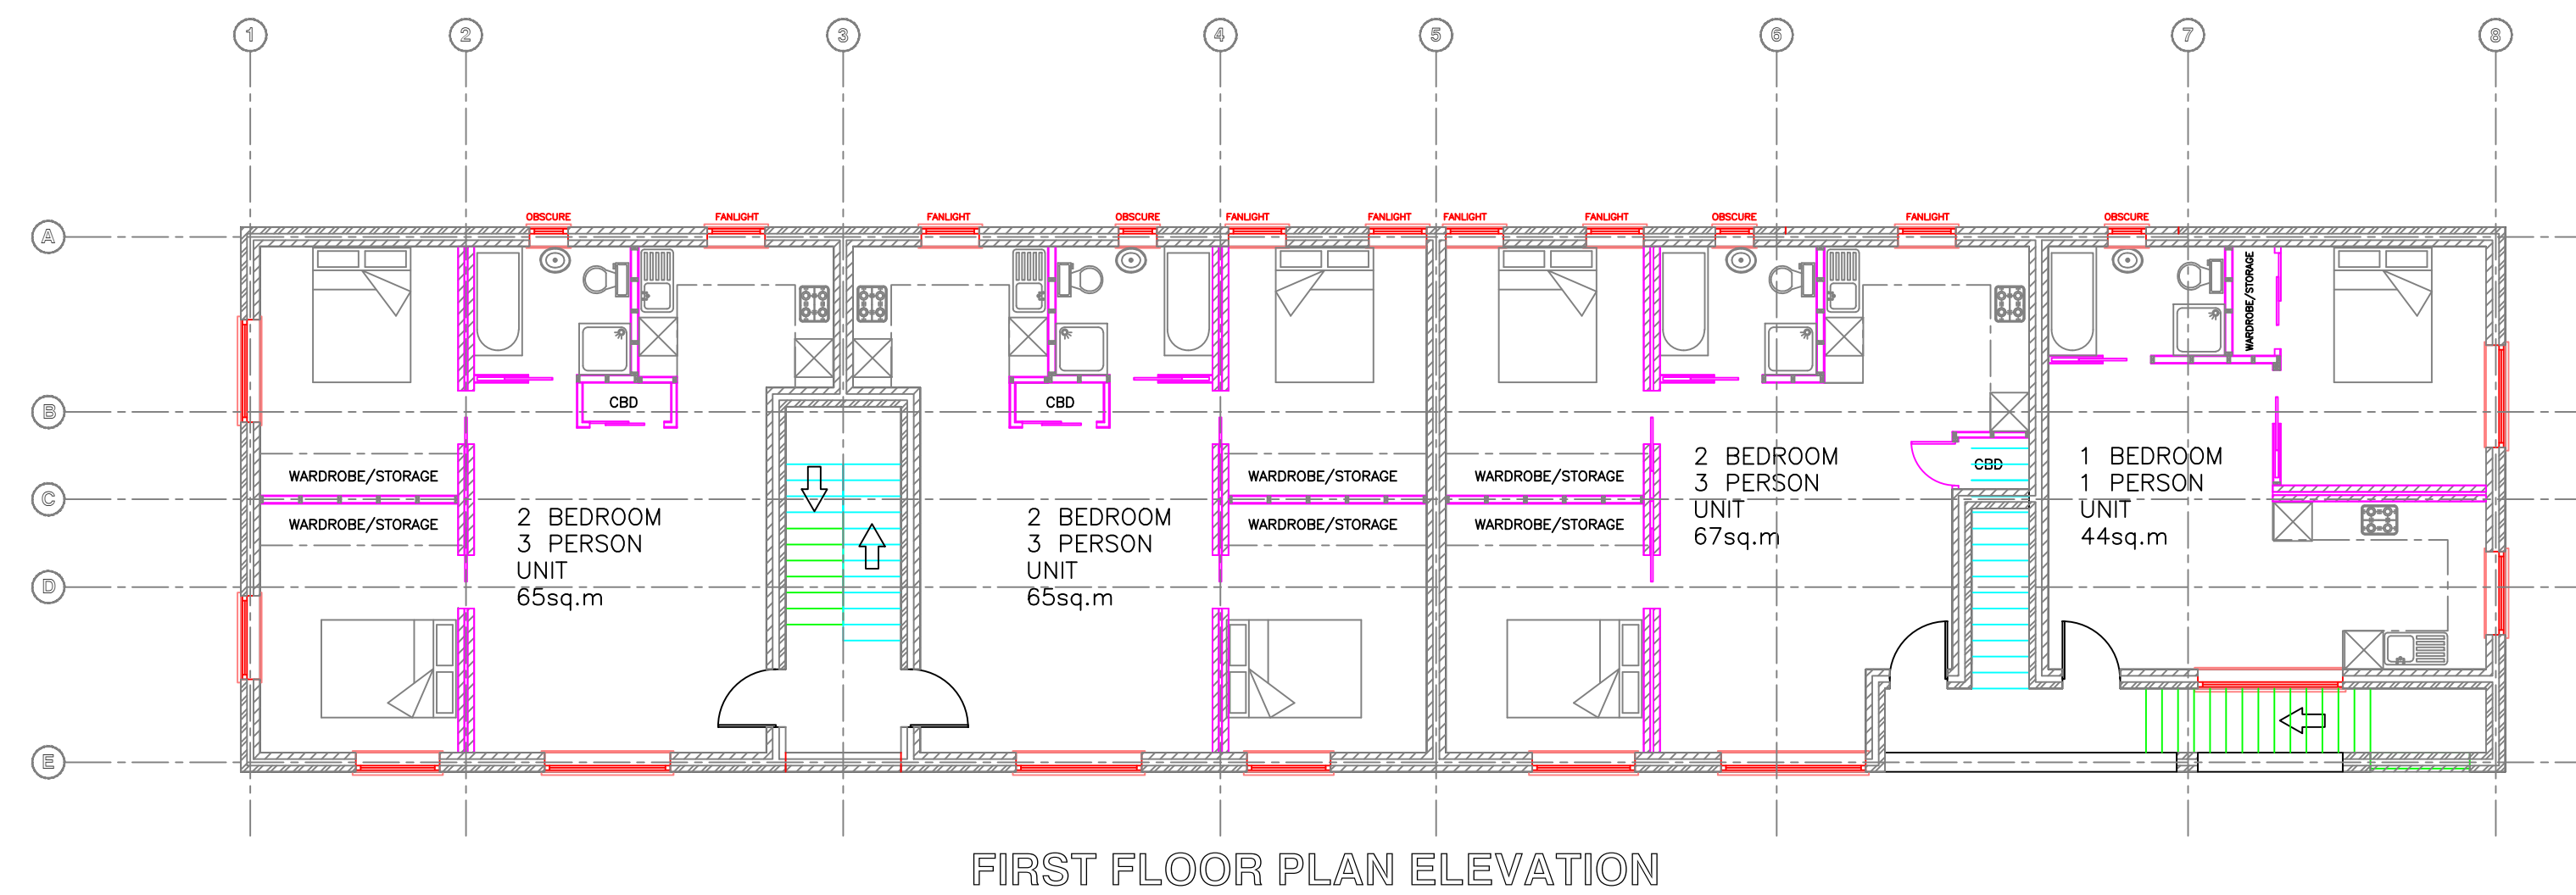 1 2 3 4 5 6 7 8
OBSCURE FANLIGHT FANLIGHT OBSCURE FANLIGHT FANLIGHT FANLIGHT FANLIGHT OBSCURE FANLIGHT OBSCURE
A
WARDROBE/STORAGE
B
CBD CBD
C
WARDROBE/STORAGE WARDROBE/STORAGE WARDROBE/STORAGE
WARDROBE/STORAGE WARDROBE/STORAGE WARDROBE/STORAGE
CBD
2 BEDROOM
3 PERSON
UNIT
65sq.m
2 BEDROOM
3 PERSON
UNIT
65sq.m
2 BEDROOM
3 PERSON
UNIT
67sq.m
1 BEDROOM
1 PERSON
UNIT
44sq.m
D
E
FIRST FLOOR PLAN ELEVATION